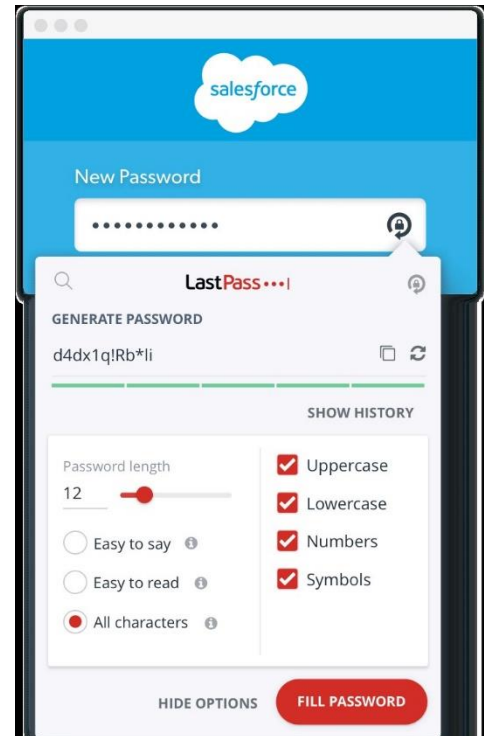 salesforce
New Password
••••••••••••
LastPass•••|
GENERATE PASSWORD
d4dx1q!Rb*li
SHOW HISTORY
Password length
12
Easy to say
Easy to read
All characters
Uppercase
Lowercase
Numbers
Symbols
HIDE OPTIONS
FILL PASSWORD